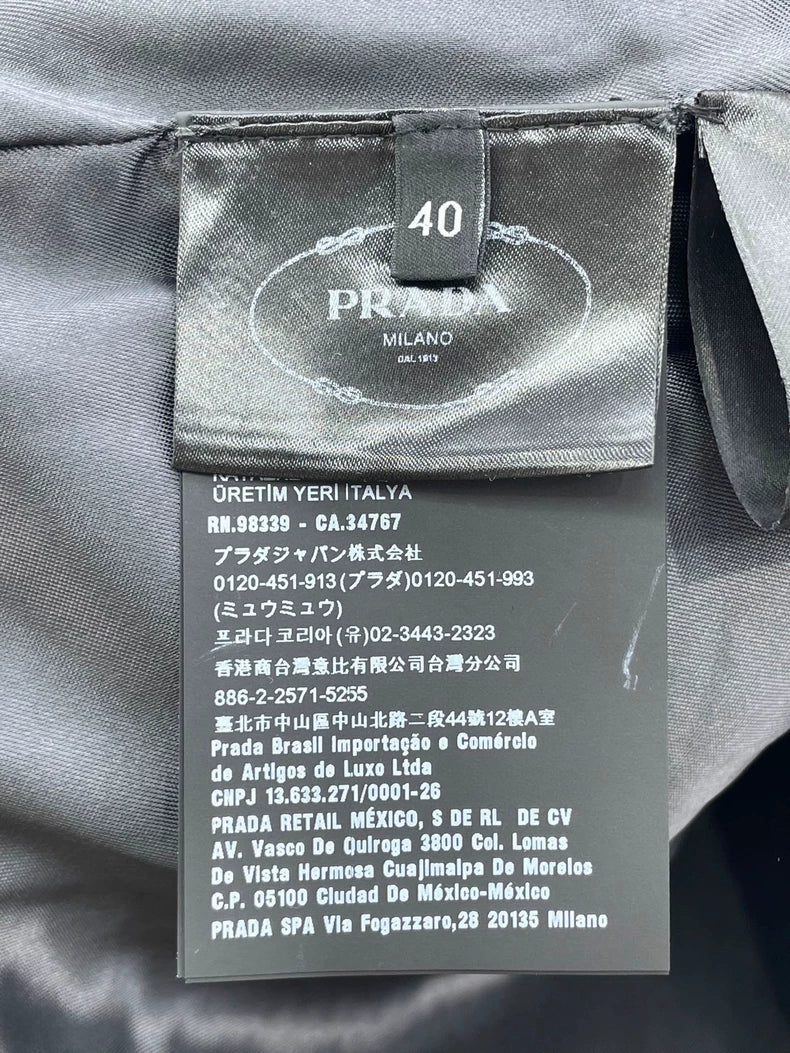 40
PRADA
MILANO
DAL 1913
ÜRETİM YERİ İTALYA
RN.98339 - CA.34767
プラダジャパン株式会社
0120-451-913(プラダ)0120-451-993
(ミュウミュウ)
프라다코리아(유)02-3443-2323
香港商台灣意比有限公司台灣分公司
886-2-2571-5255
臺北市中山區中山北路二段44號12樓A室
Prada Brasil Importação e Comércio
de Artigos de Luxo Ltda
CNPJ 13.633.271/0001-26
PRADA RETAIL MÉXICO, S DE RL DE CV
AV. Vasco De Quiroga 3800 Col. Lomas
De Vista Hermosa Cuajimalpa De Morelos
C.P. 05100 Ciudad De México-México
PRADA SPA Via Fogazzaro,28 20135 Milano